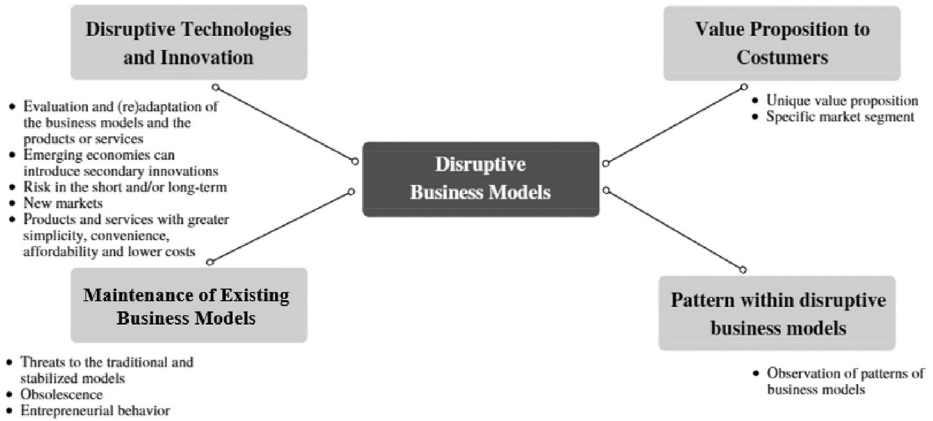 Disruptive Technologies
and Innovation
• Evaluation and (re)adaptation of
the business models and the
products or services
• Emerging economies can
introduce secondary innovations
• Risk in the short and/or long-term
• New markets
• Products and services with greater
simplicity, convenience,
affordability and lower costs
Value Proposition to
Costumers
• Unique value proposition
• Specific market segment
Disruptive
Business Models
Maintenance of Existing
Business Models
• Threats to the traditional and
stabilized models
• Obsolescence
• Entrepreneurial behavior
Pattern within disruptive
business models
• Observation of patterns of
business models